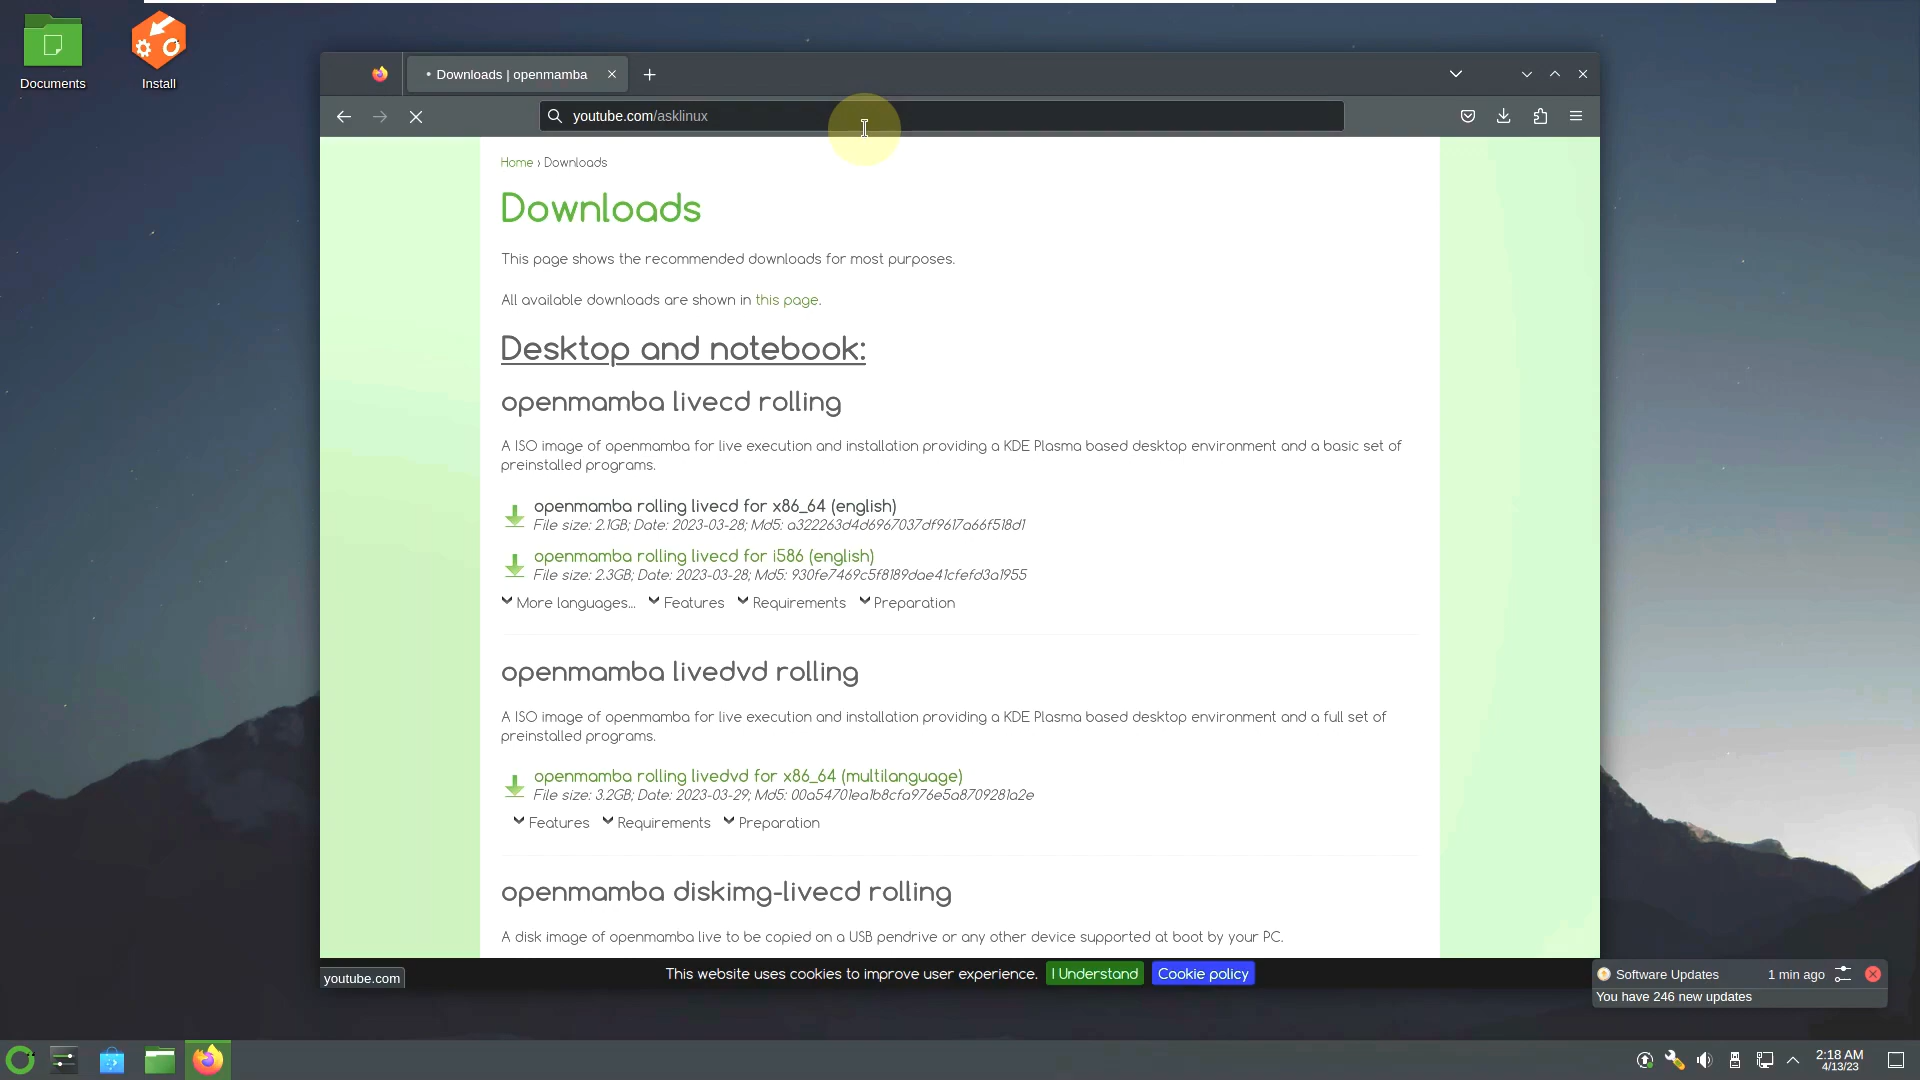 Documents
Install
• Downloads | openmamba
youtube.com/asklinux
Home › Downloads
Downloads
This page shows the recommended downloads for most purposes.
All available downloads are shown in this page.
Desktop and notebook:
openmamba livecd rolling
A ISO image of openmamba for live execution and installation providing a KDE Plasma based desktop environment and a basic set of
preinstalled programs.
openmamba rolling livecd for x86_64 (english)
File size: 2.1GB; Date: 2023-03-28; Md5: a322263d4d6967037df9617a66f518d1
openmamba rolling livecd for i586 (english)
File size: 2.3GB; Date: 2023-03-28; Md5: 930fe7469c5f8189dae41cfefd3a1955
More languages... Features Requirements Preparation
openmamba livedvd rolling
A ISO image of openmamba for live execution and installation providing a KDE Plasma based desktop environment and a full set of
preinstalled programs.
openmamba rolling livedvd for x86_64 (multilanguage)
File size: 3.2GB; Date: 2023-03-29; Md5: 00a54701ea1b8cfa976e5a8709281a2e
Features Requirements Preparation
openmamba diskimg-livecd rolling
A disk image of openmamba live to be copied on a USB pendrive or any other device supported at boot by your PC.
This website uses cookies to improve user experience. I Understand Cookie policy
youtube.com
Software Updates 1 min ago
You have 246 new updates
2:18 AM
4/13/23